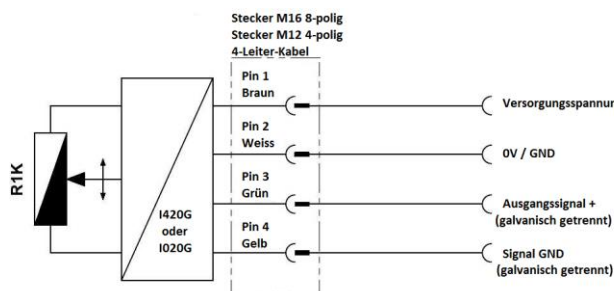 Stecker M16 8-polig
Stecker M12 4-polig
4-Leiter-Kabel
Pin 1
Braun
Versorgungsspannun
Pin 2
Weiss
0V / GND
R1K
Pin 3
Grün
Ausgangssignal +
(galvanisch getrennt)
I420G
oder
I020G
Pin 4
Gelb
Signal GND
(galvanisch getrennt)